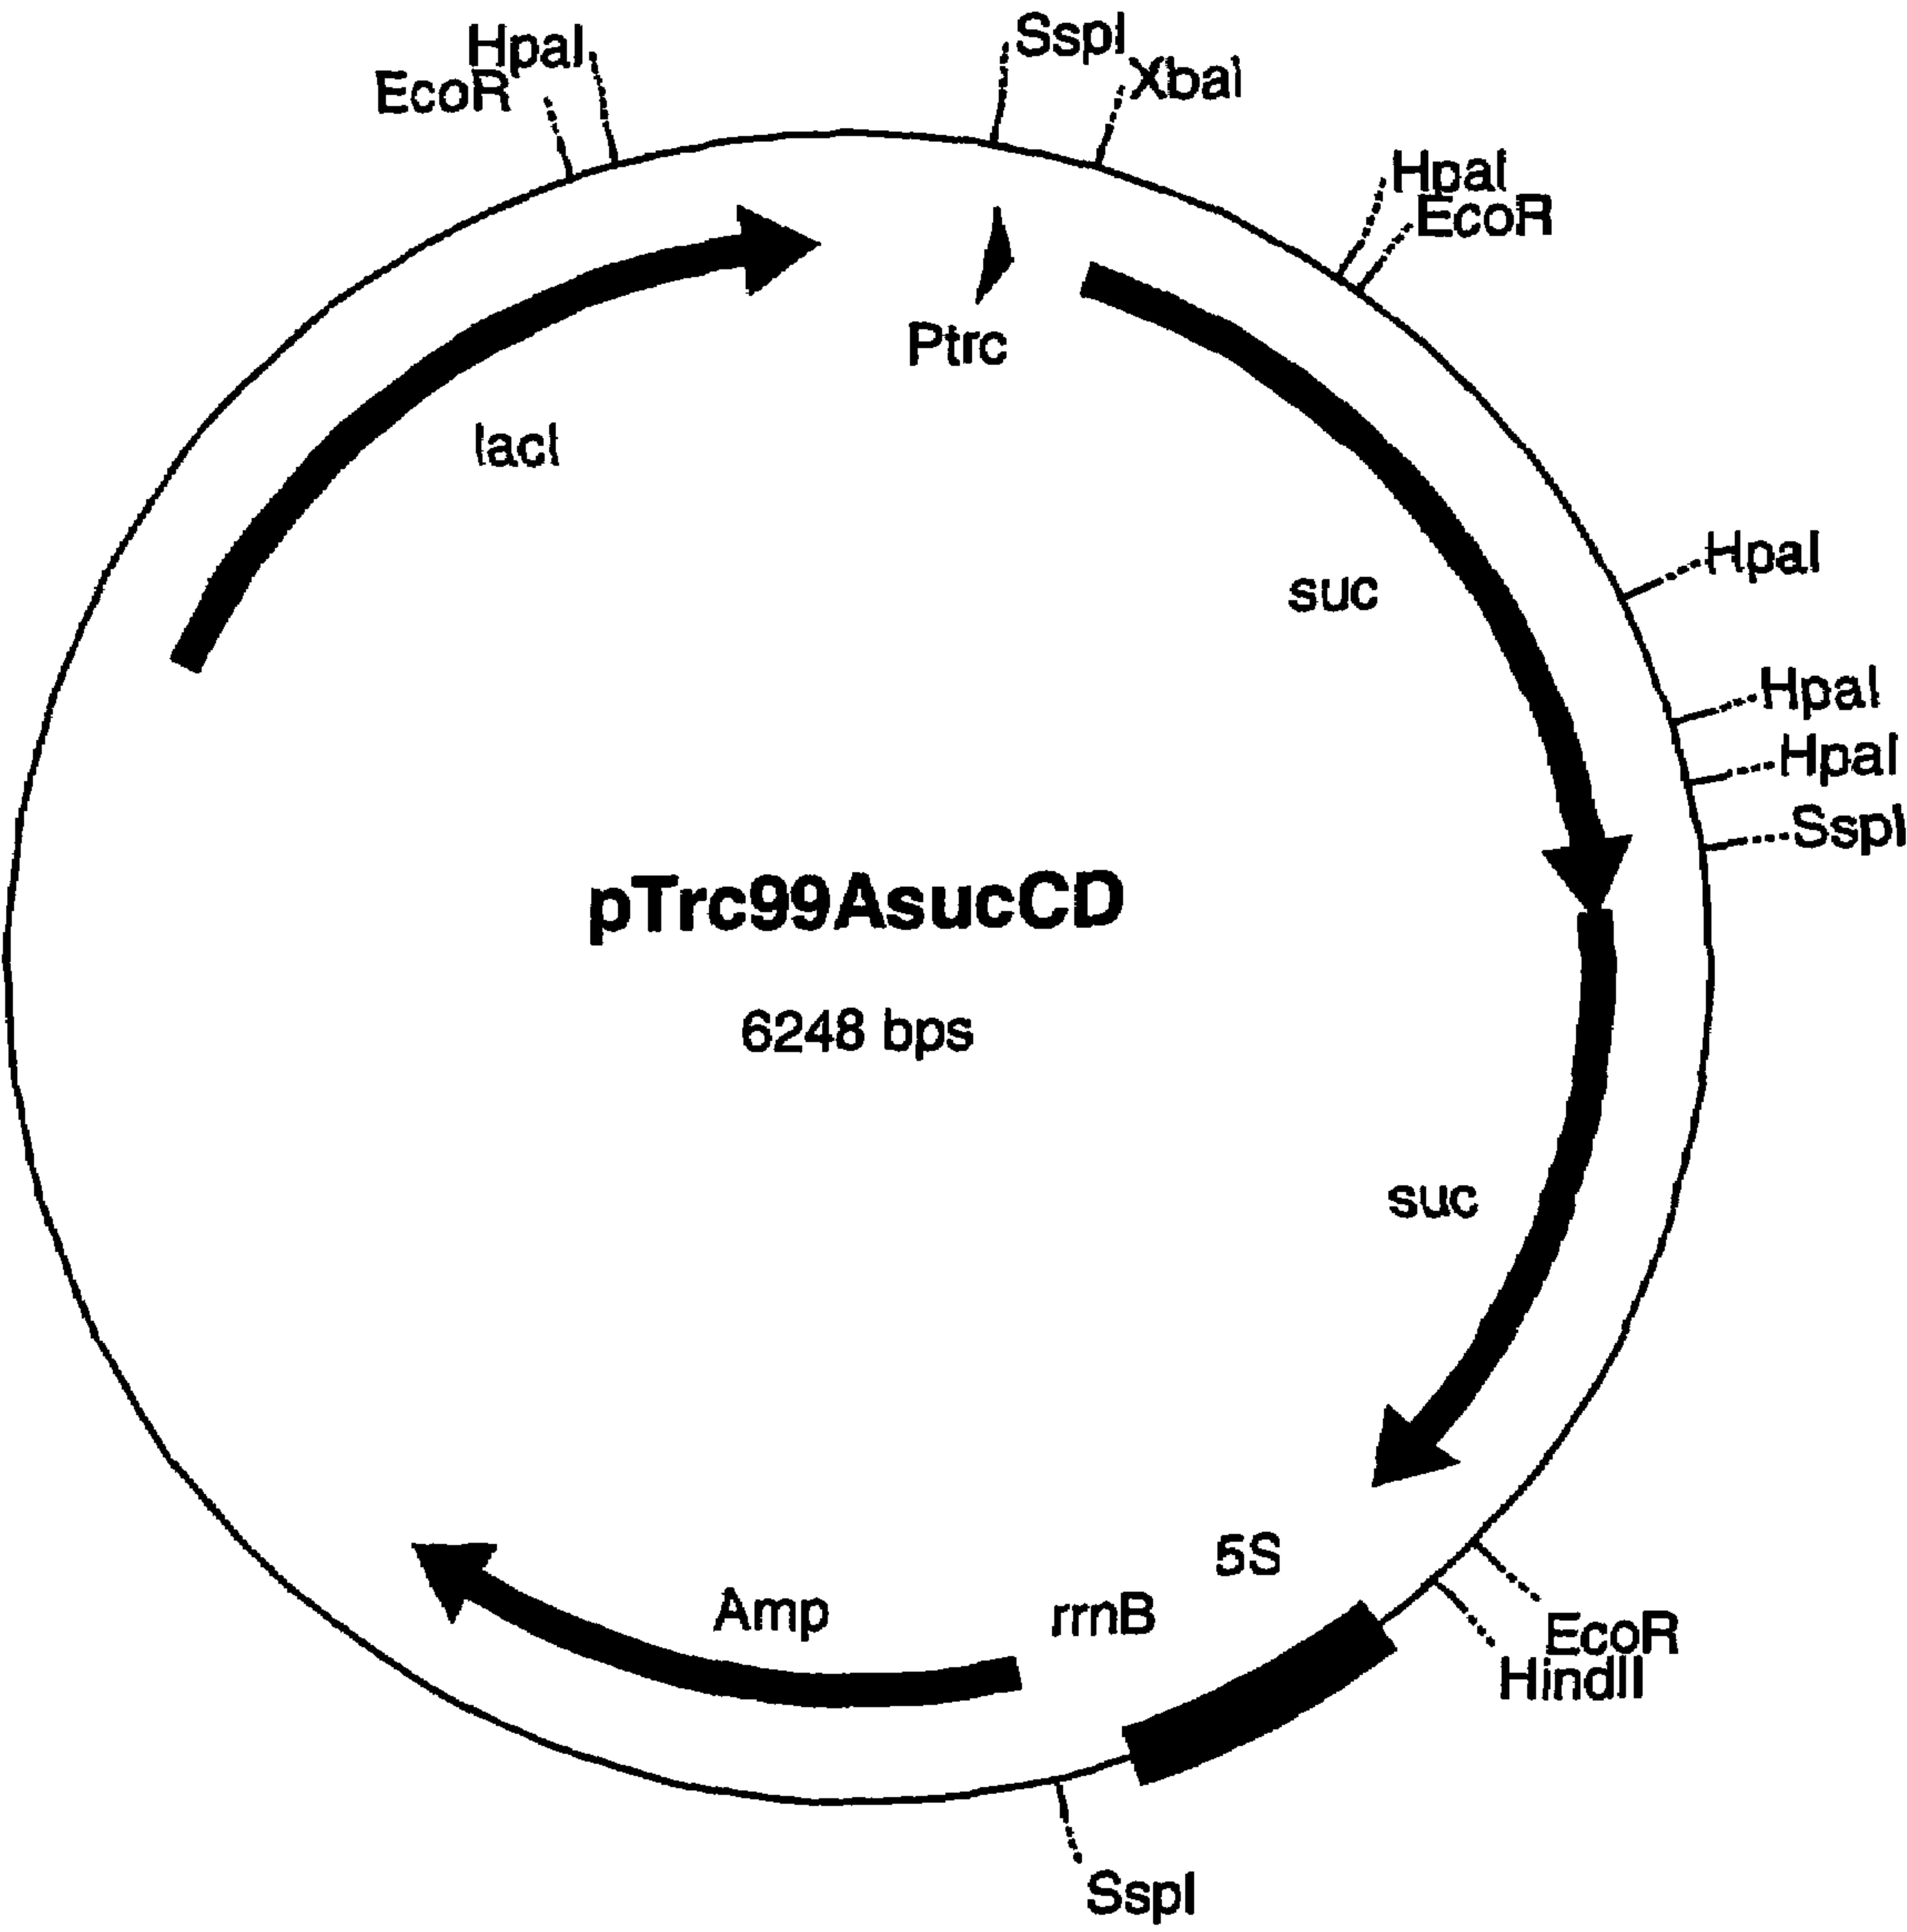 HpaI
EcoR
SspI
XbaI
HpaI
EcoR
Ptrc
lacI
suc
HpaI
HpaI
HpaI
SspI
pTrc99AsucCD
6248 bps
suc
5S
rrnB
Amp
EcoR
HindII
SspI